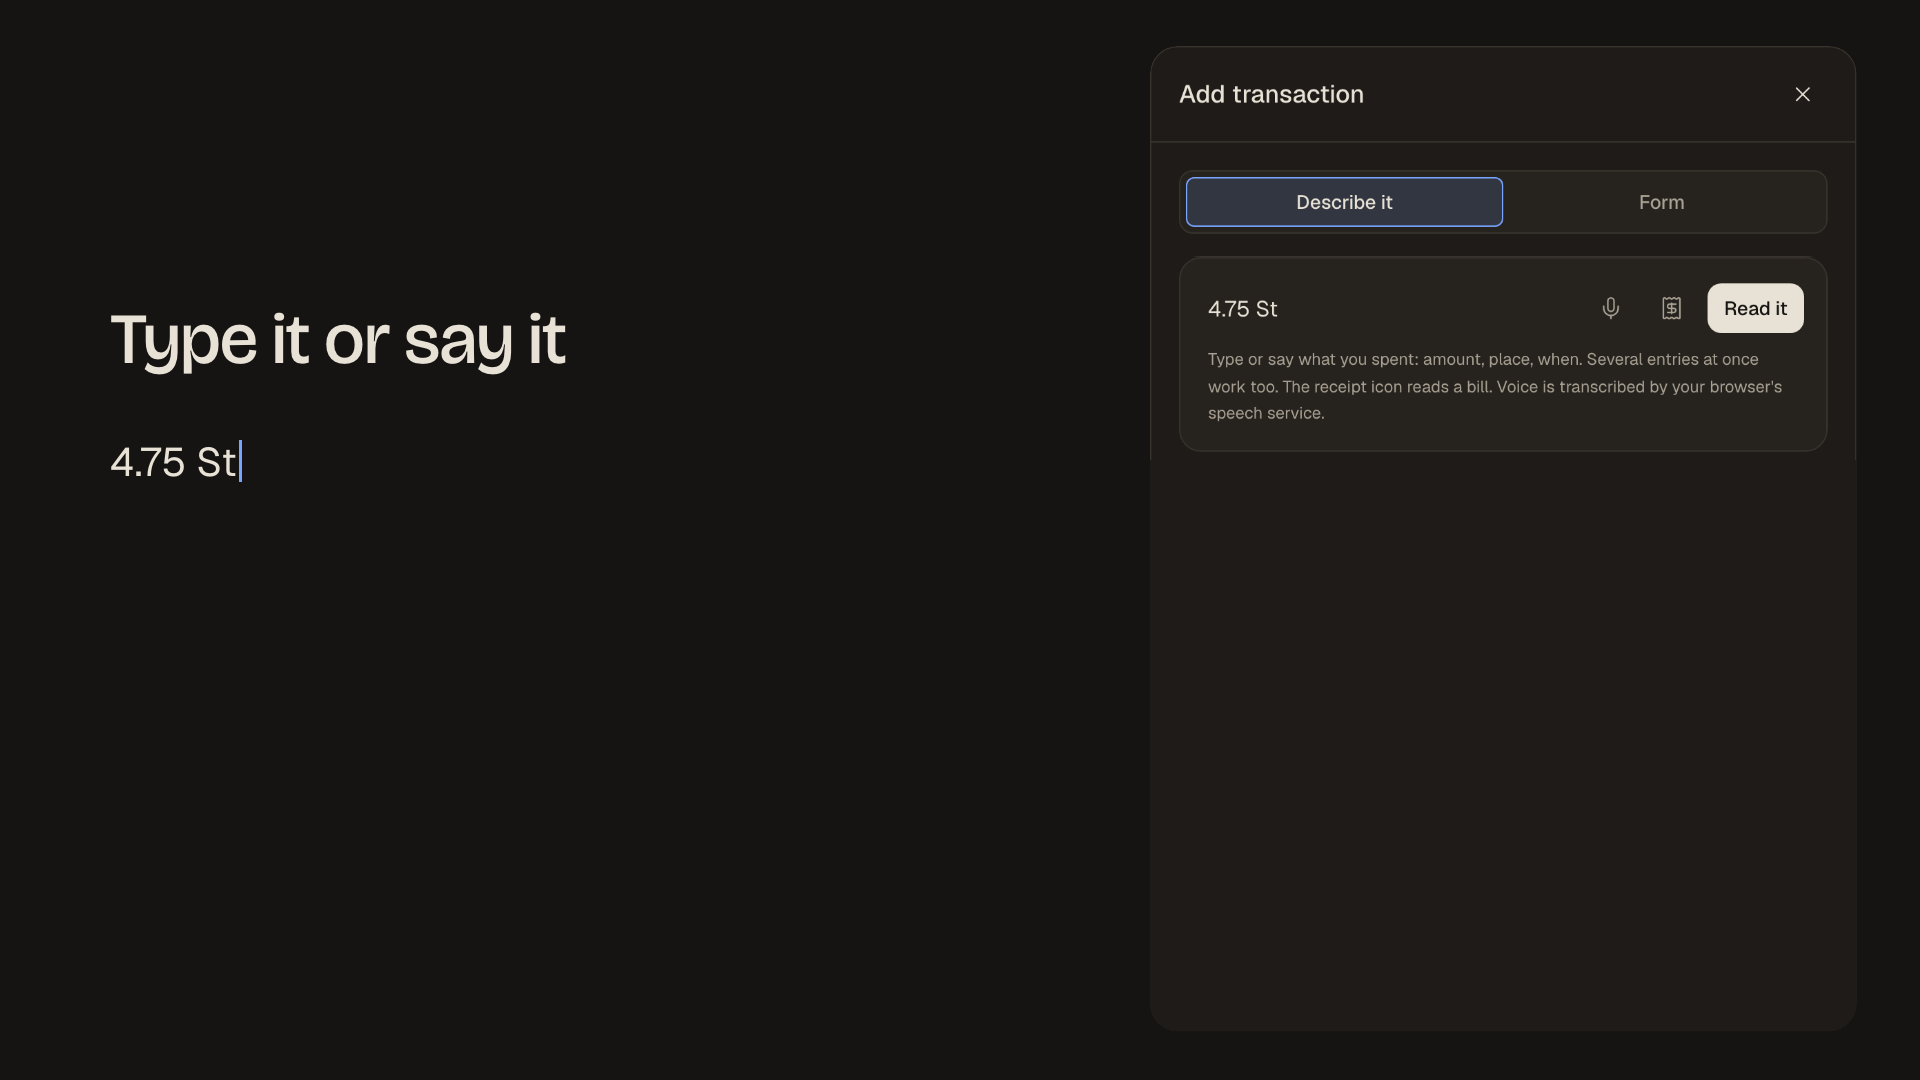 Type it or say it
4.75 St
Add transaction
Describe it
Form
4.75 St
Read it
Type or say what you spent: amount, place, when. Several entries at once
work too. The receipt icon reads a bill. Voice is transcribed by your browser's
speech service.